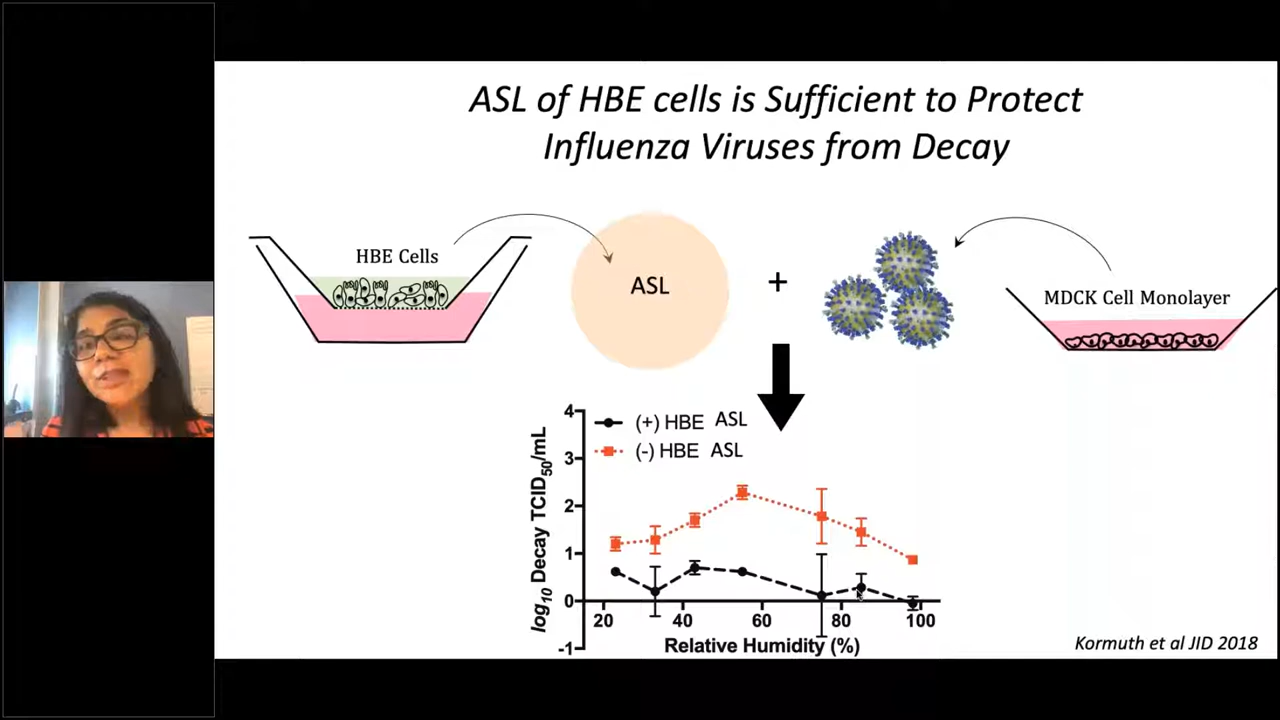 ASL of HBE cells is Sufficient to Protect
Influenza Viruses from Decay
HBE Cells
ASL
+
MDCK Cell Monolayer
(+) HBE ASL
(-) HBE ASL
log10 Decay TCID50/mL
4
3
2
1
0
-1
20 40 60 80 100
Relative Humidity (%)
Kormuth et al JID 2018